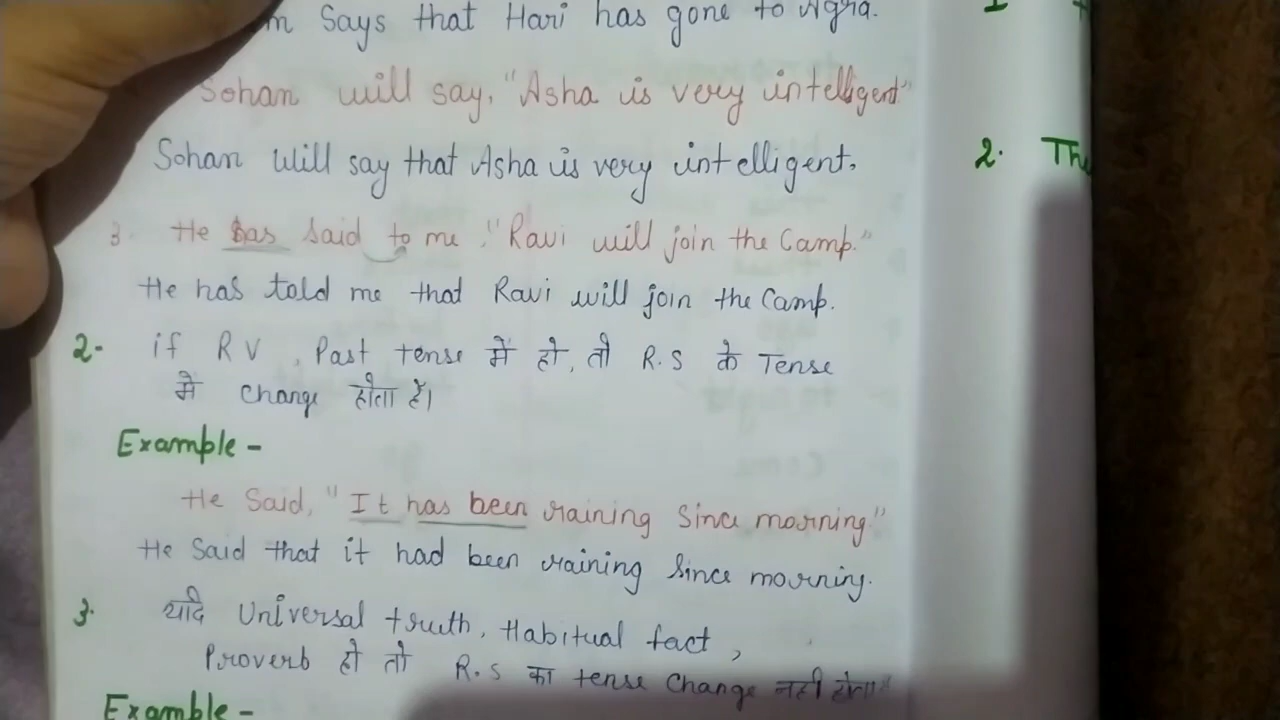 m Says that Hari has gone to Agra.
Sohan will say, "Asha is very intelligent"
Sohan will say that Asha is very intelligent.
3. He has said to me, "Ravi will join the Camp."
He has told me that Ravi will join the Camp.
2- if R V, Past tense में हो, तो R.S के Tense
में change होता है।
Example -
He Said, "It has been raining since morning"
He said that it had been raining since morning.
3. यदि Universal truth, Habitual fact,
Proverb हो तो R.S का tense change नहीं होता
Example -
2. The